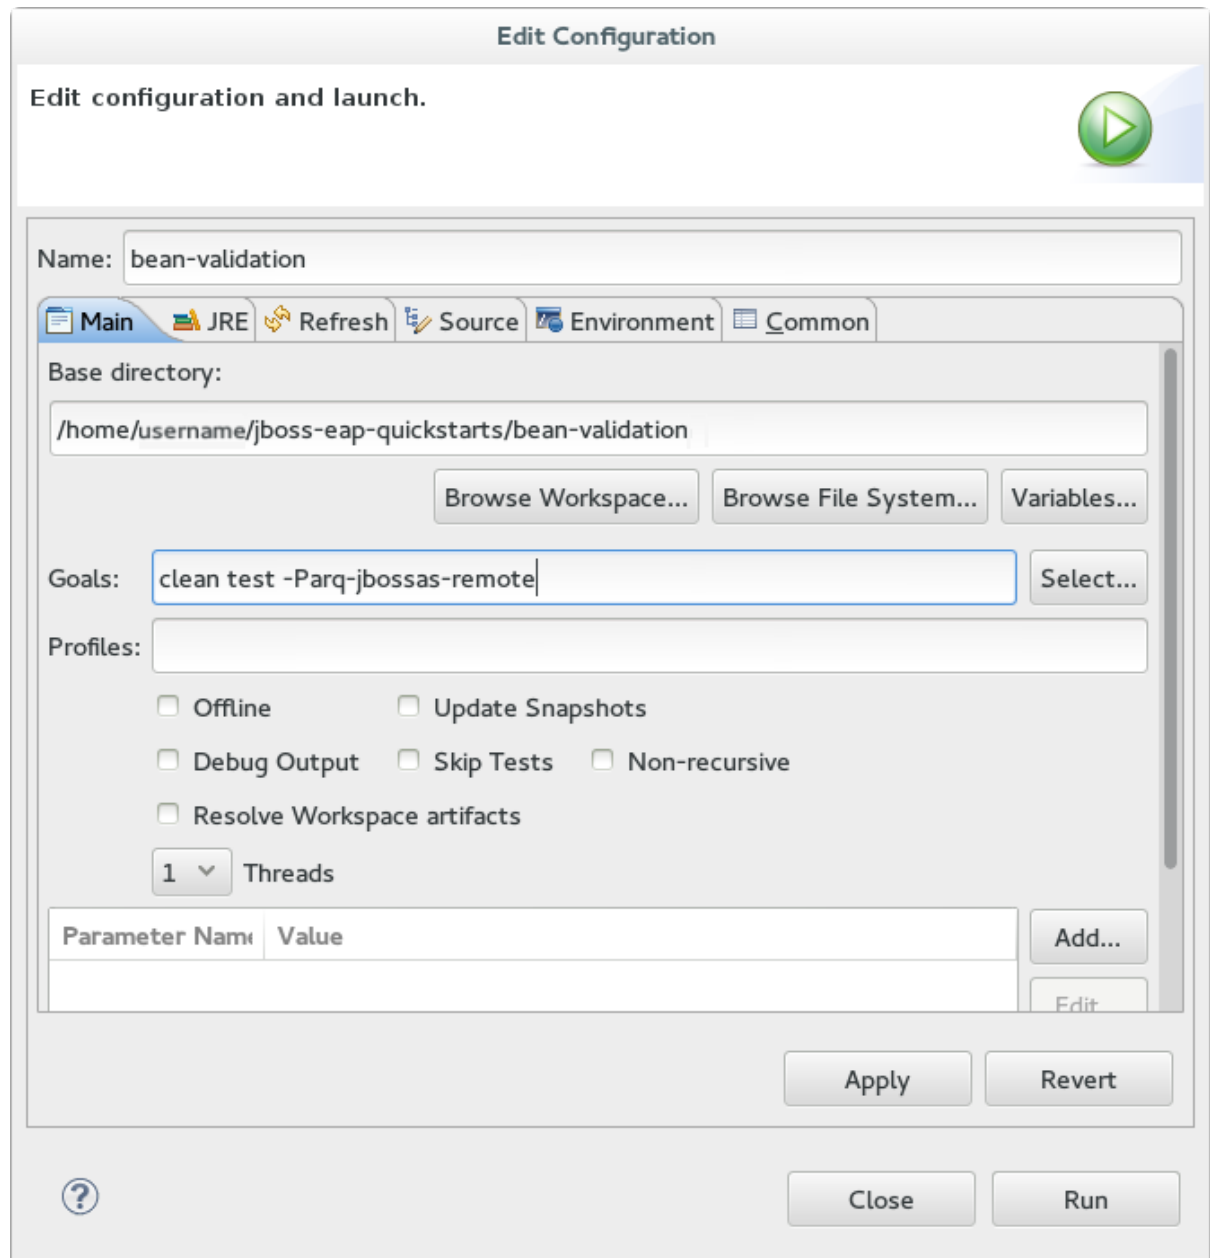 Edit Configuration
Edit configuration and launch.
Name: bean-validation
Main JRE Refresh Source Environment Common
Base directory:
/home/username/jboss-eap-quickstarts/bean-validation
Browse Workspace... Browse File System... Variables...
Goals: clean test -Parq-jbossas-remote Select...
Profiles:
Offline Update Snapshots
Debug Output Skip Tests Non-recursive
Resolve Workspace artifacts
1 Threads
Parameter Name Value Add...
Edit...
Apply Revert
? Close Run